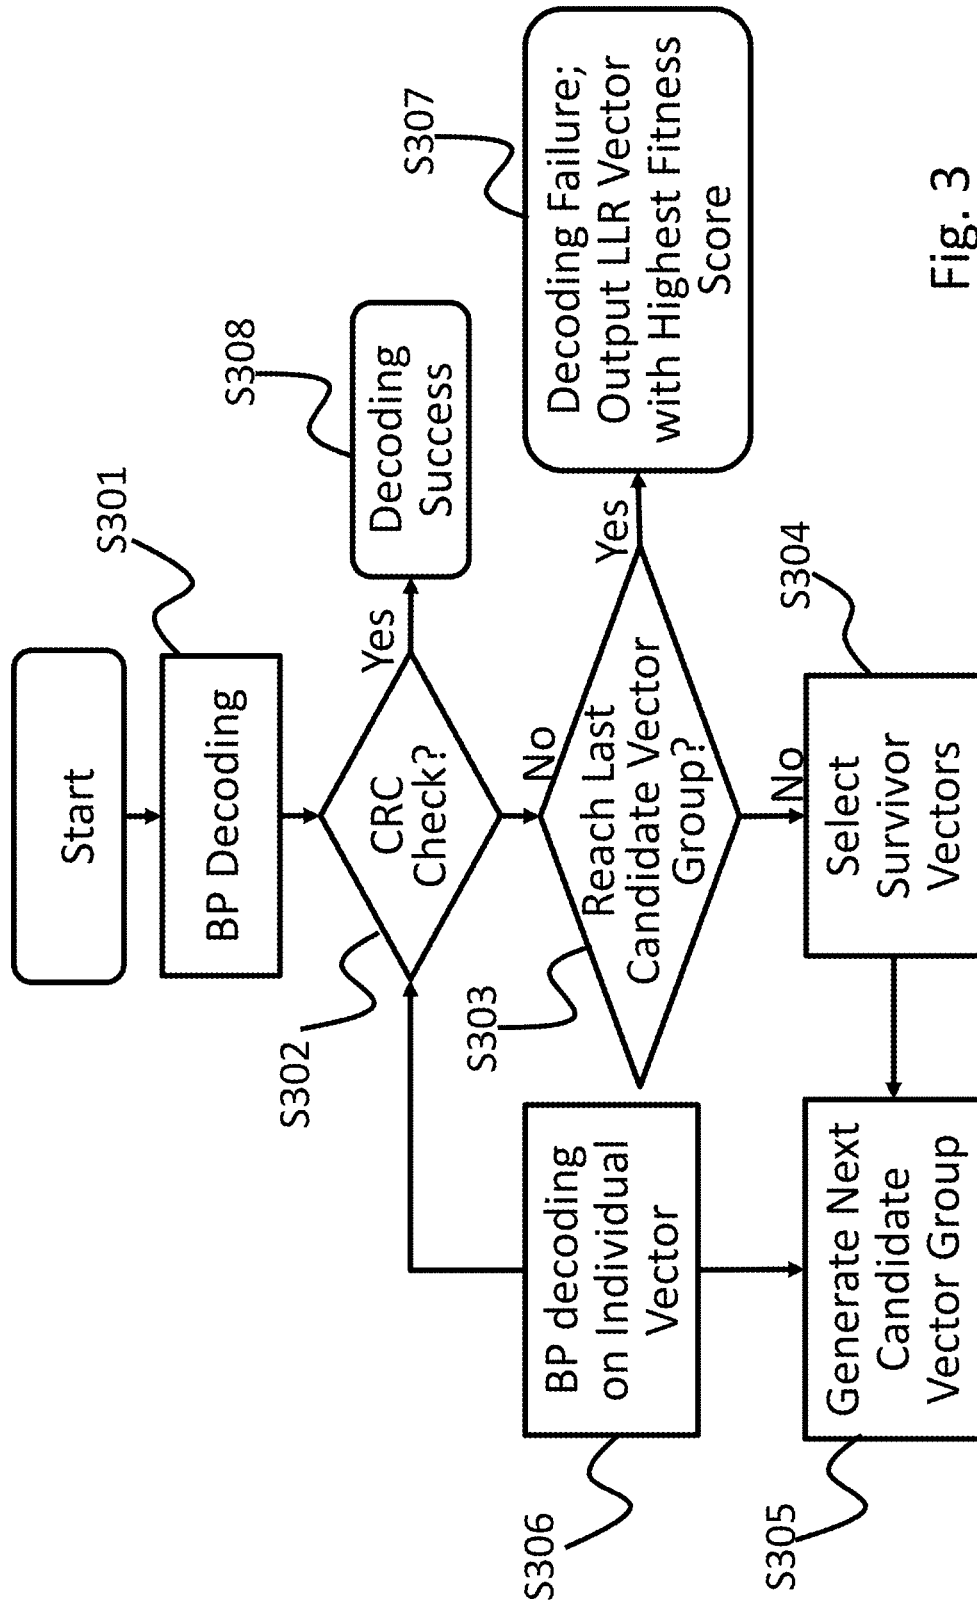 Start
S301
BP Decoding
S302
CRC
Check?
Yes
S308
Decoding
Success
No
S303
Reach Last
Candidate Vector
Group?
Yes
S307
Decoding Failure;
Output LLR Vector
with Highest Fitness
Score
No
S304
Select
Survivor
Vectors
S306
BP decoding
on Individual
Vector
S305
Generate Next
Candidate
Vector Group
Fig. 3